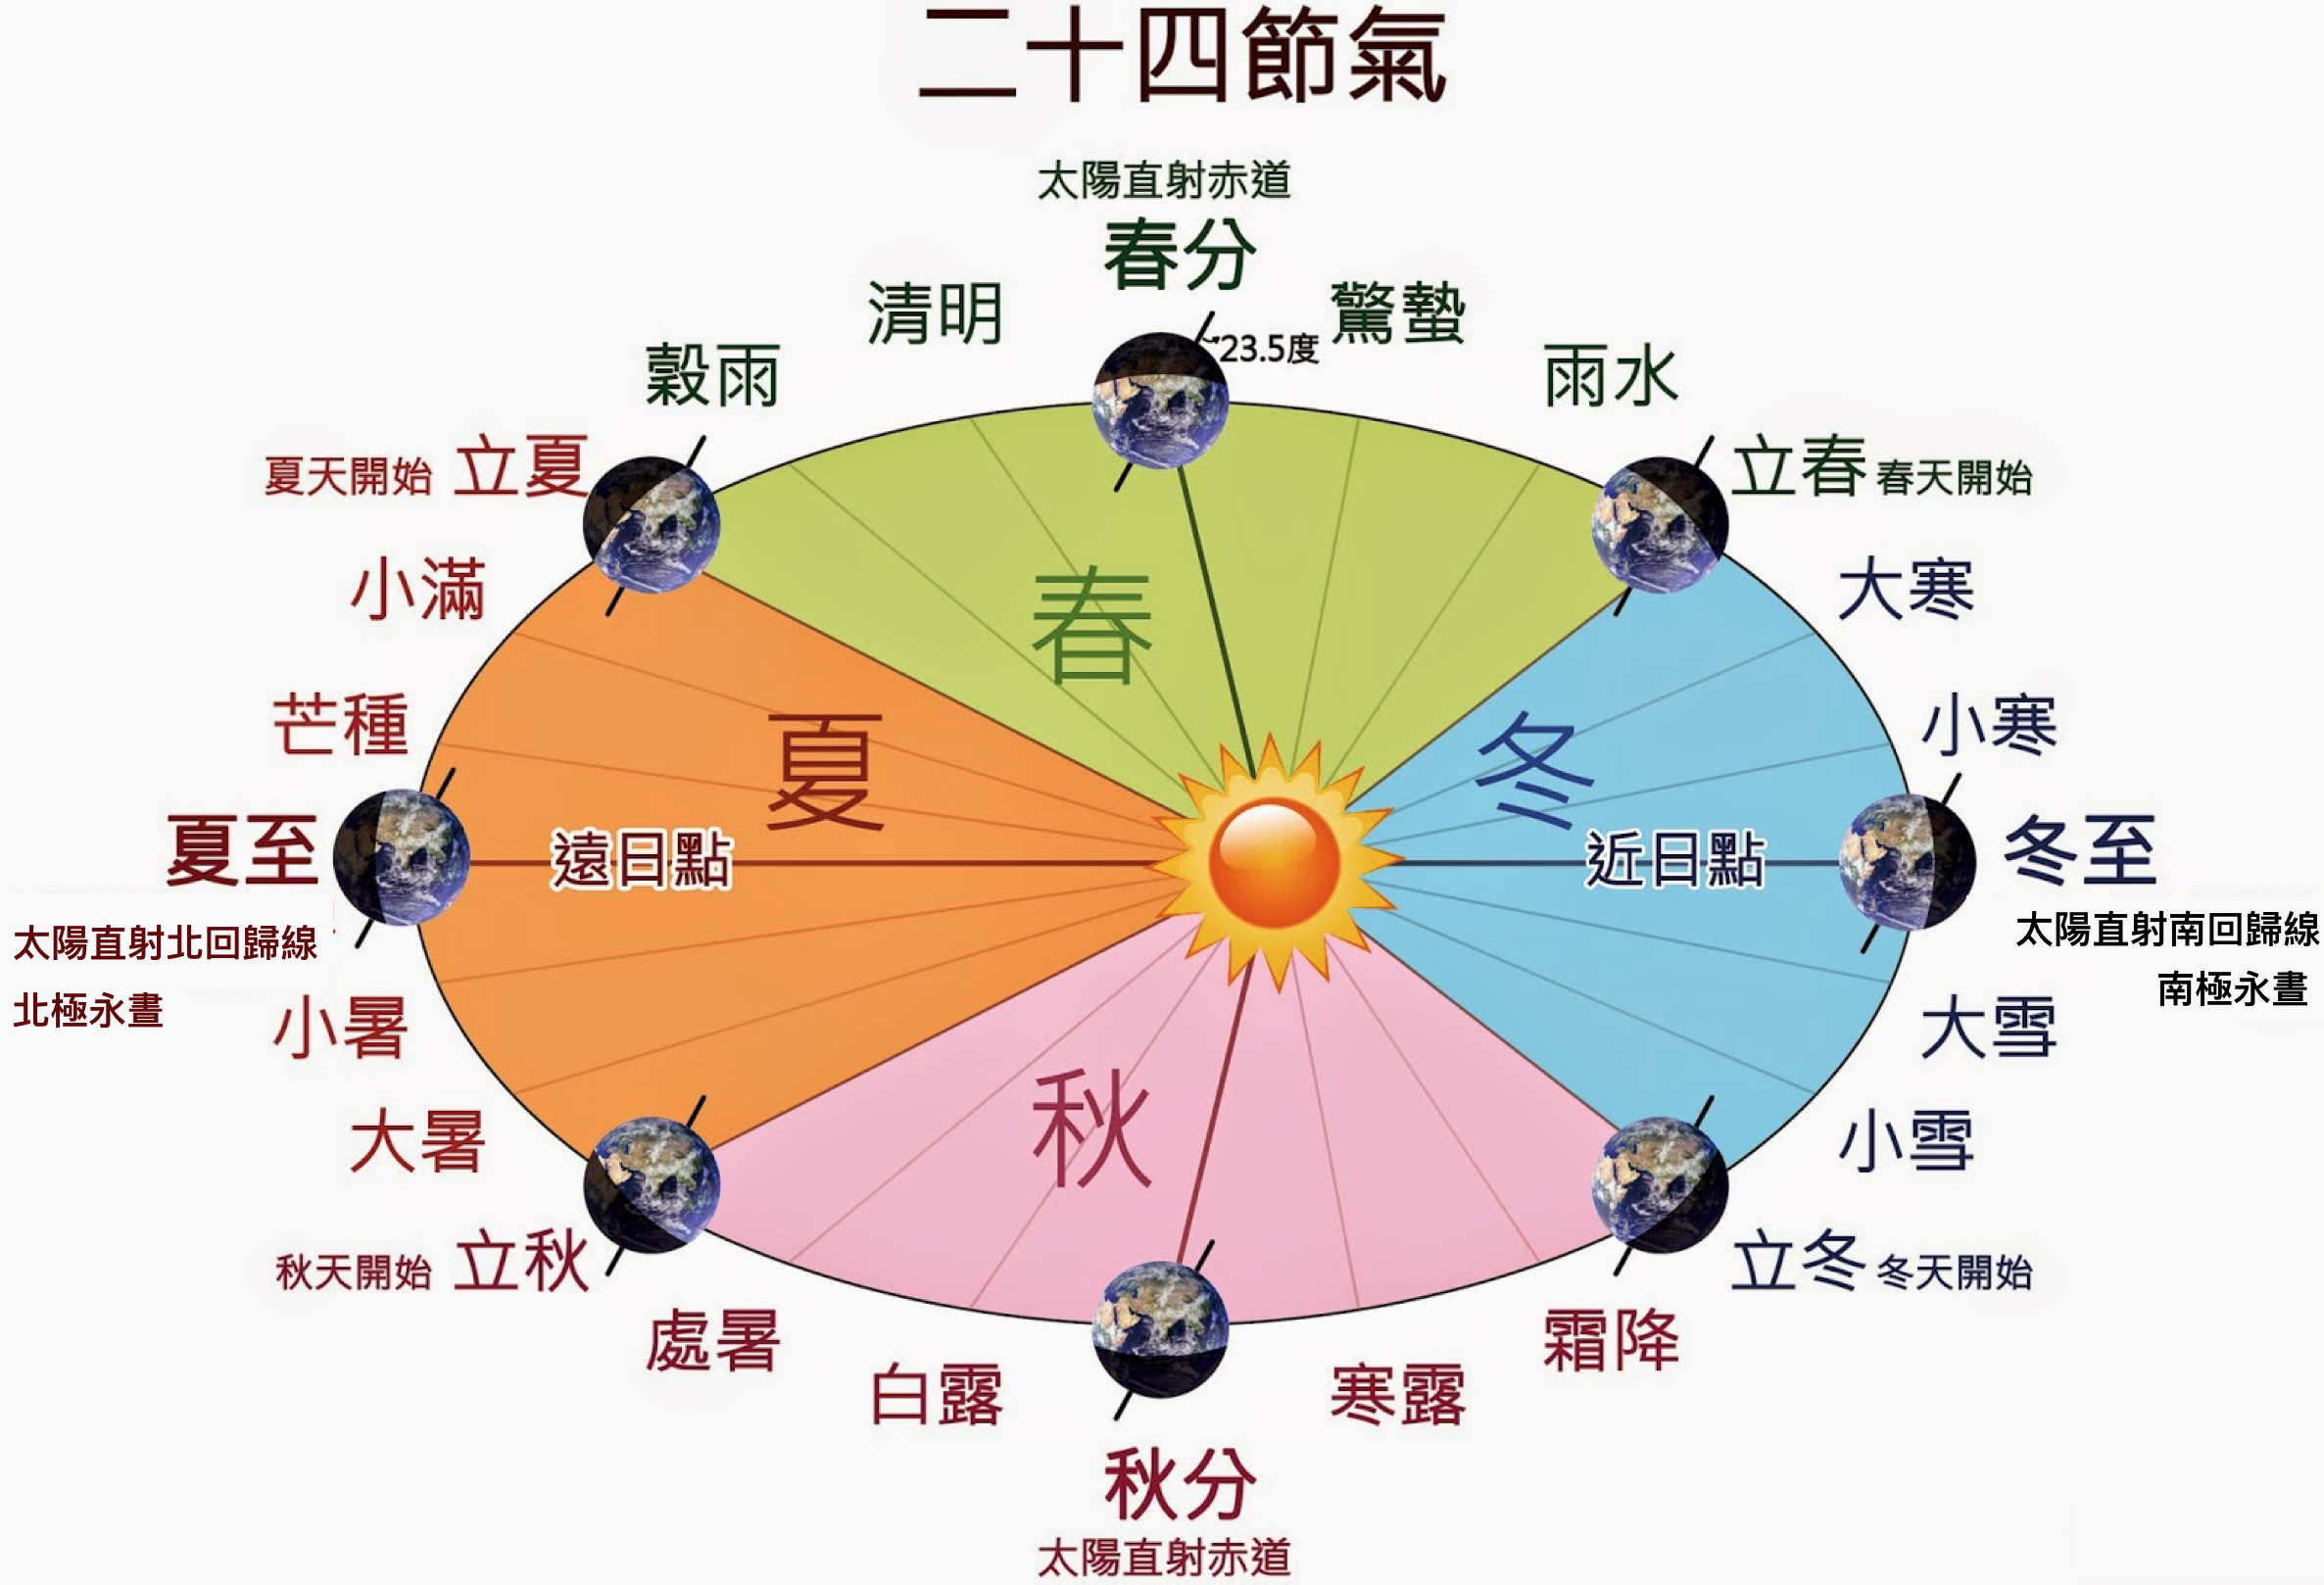 二十四節氣
太陽直射赤道
春分
清明
驚蟄
23.5度
穀雨
雨水
夏天開始 立夏
立春 春天開始
小滿
大寒
春
芒種
小寒
夏
冬
夏至
遠日點
近日點
冬至
太陽直射北回歸線
太陽直射南回歸線
北極永晝
南極永晝
小暑
大雪
秋
大暑
小雪
秋天開始 立秋
立冬 冬天開始
處暑
霜降
白露
寒露
秋分
太陽直射赤道